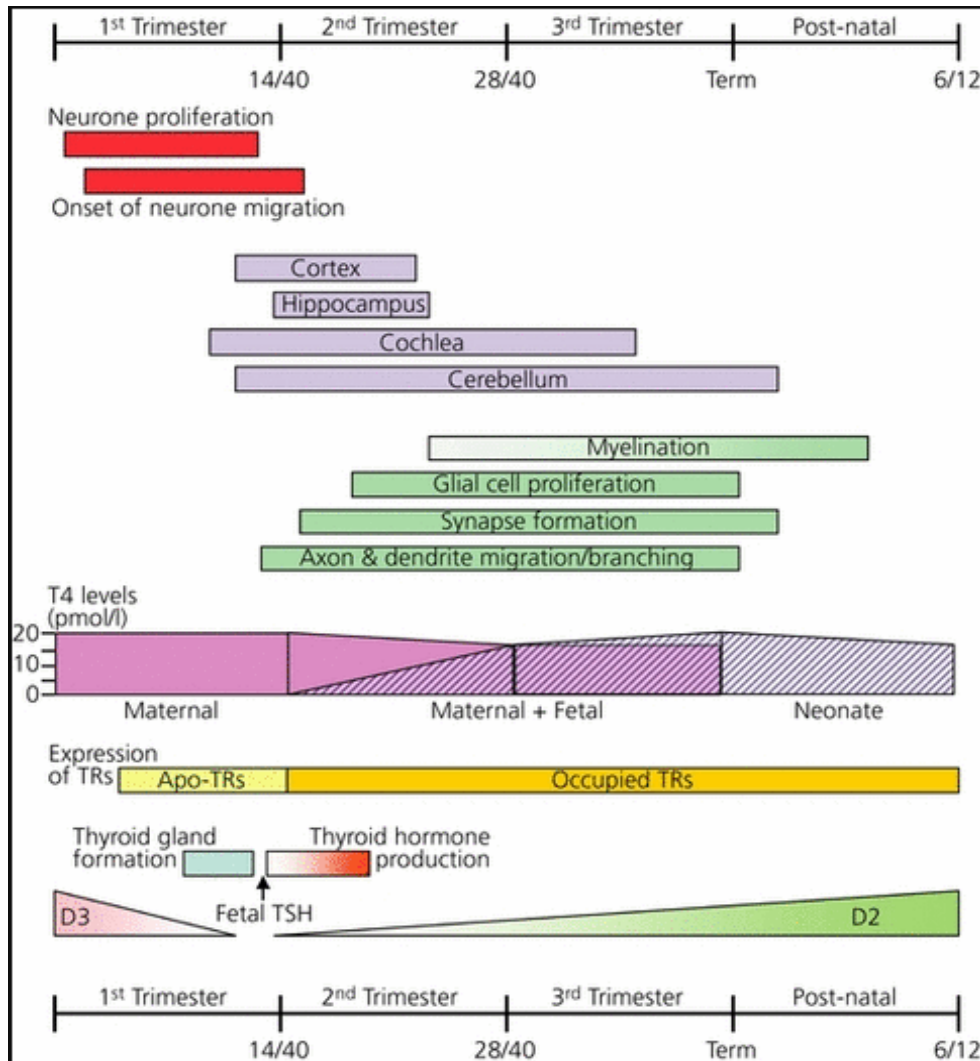 1st Trimester 2nd Trimester 3rd Trimester Post-natal
14/40 28/40 Term 6/12
Neurone proliferation
Onset of neurone migration
Cortex
Hippocampus
Cochlea
Cerebellum
Myelination
Glial cell proliferation
Synapse formation
Axon & dendrite migration/branching
T4 levels
(pmol/l)
20
10
0
Maternal Maternal + Fetal Neonate
Expression
of TRs
Apo-TRs Occupied TRs
Thyroid gland
formation
Thyroid hormone
production
Fetal TSH
D3 D2
1st Trimester 2nd Trimester 3rd Trimester Post-natal
14/40 28/40 Term 6/12